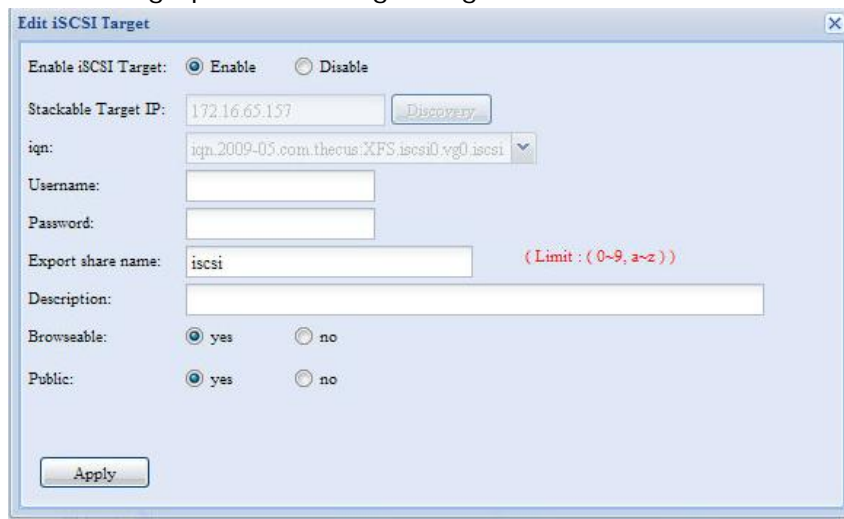 Edit iSCSI Target
Enable iSCSI Target: Enable Disable
Stackable Target IP: 172.16.65.157 Discovery
iqn: iqn.2009-05.com.thecus:XFS.iscsi0.vg0.iscsi
Username:
Password:
Export share name: iscsi ( Limit : ( 0~9, a~z ) )
Description:
Browseable: yes no
Public: yes no
Apply